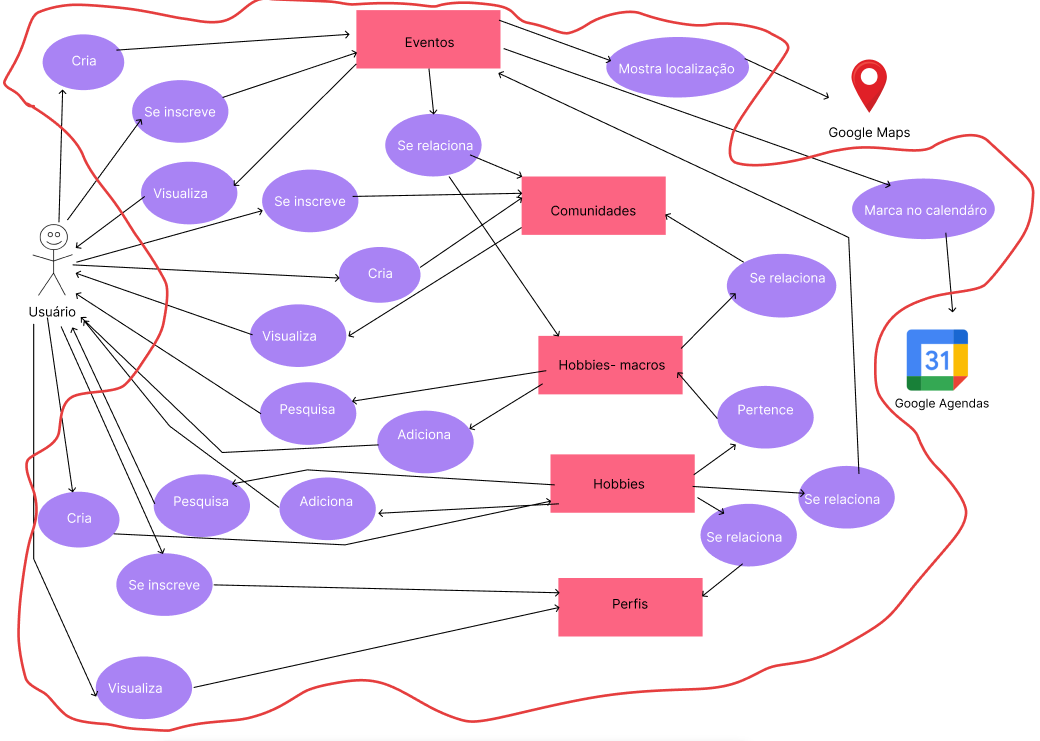 Eventos
Cria
Mostra localização
Se inscreve
Google Maps
Se relaciona
Visualiza
Se inscreve
Comunidades
Marca no calendáro
Cria
Se relaciona
Usuário
Visualiza
31
Hobbies- macros
Google Agendas
Pesquisa
Pertence
Adiciona
Hobbies
Pesquisa
Adiciona
Se relaciona
Cria
Se relaciona
Se inscreve
Perfis
Visualiza